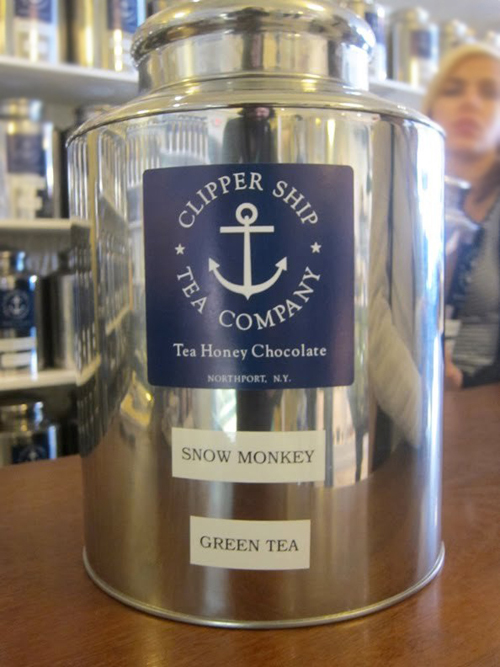 CLIPPER SHIP
TEA COMPANY
Tea Honey Chocolate
NORTHPORT, N.Y.
SNOW MONKEY
GREEN TEA